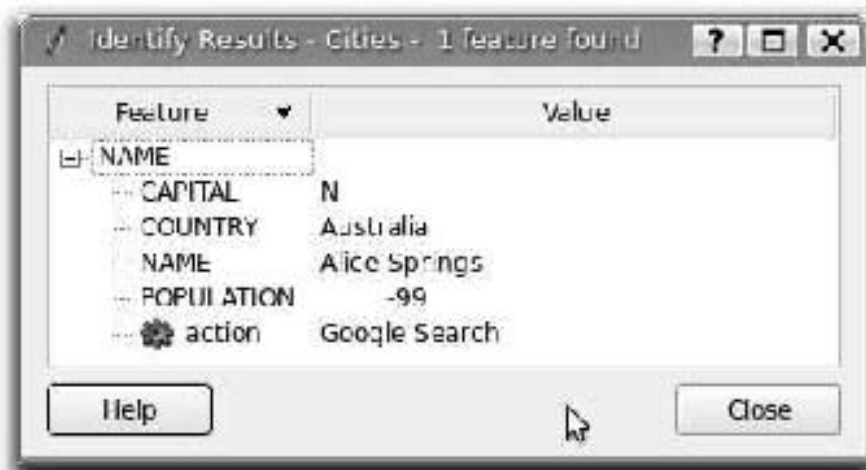 Identify Results - Cities - 1 feature found
Feature Value
NAME
CAPITAL N
COUNTRY Australia
NAME Alice Springs
POPULATION -99
action Google Search
Help Close